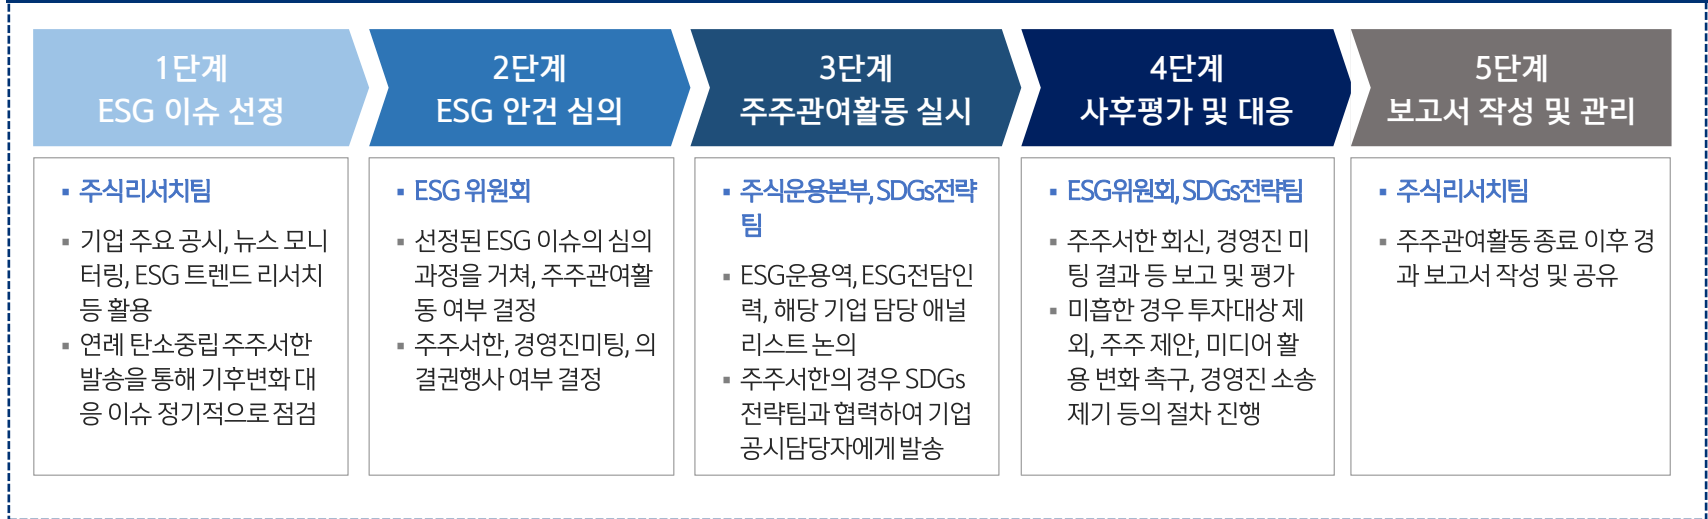 1단계
ESG 이슈 선정
주식리서치팀
기업 주요 공시, 뉴스 모니
터링, ESG 트렌드 리서치
등 활용
연례 탄소중립 주주서한
발송을 통해 기후변화 대
응 이슈 정기적으로 점검
2단계
ESG 안건 심의
ESG 위원회
선정된 ESG 이슈의 심의
과정을 거쳐, 주주관여활
동 여부 결정
주주서한, 경영진미팅, 의
결권행사 여부 결정
3단계
주주관여활동 실시
주식운용본부, SDGs전략
팀
ESG운용역, ESG전담인
력, 해당 기업 담당 애널
리스트 논의
주주서한의 경우 SDGs
전략팀과 협력하여 기업
공시담당자에게 발송
4단계
사후평가 및 대응
ESG위원회, SDGs전략팀
주주서한 회신, 경영진 미
팅 결과 등 보고 및 평가
미흡한 경우 투자대상 제
외, 주주 제안, 미디어 활
용 변화 촉구, 경영진 소송
제기 등의 절차 진행
5단계
보고서 작성 및 관리
주식리서치팀
주주관여활동 종료 이후 경
과 보고서 작성 및 공유